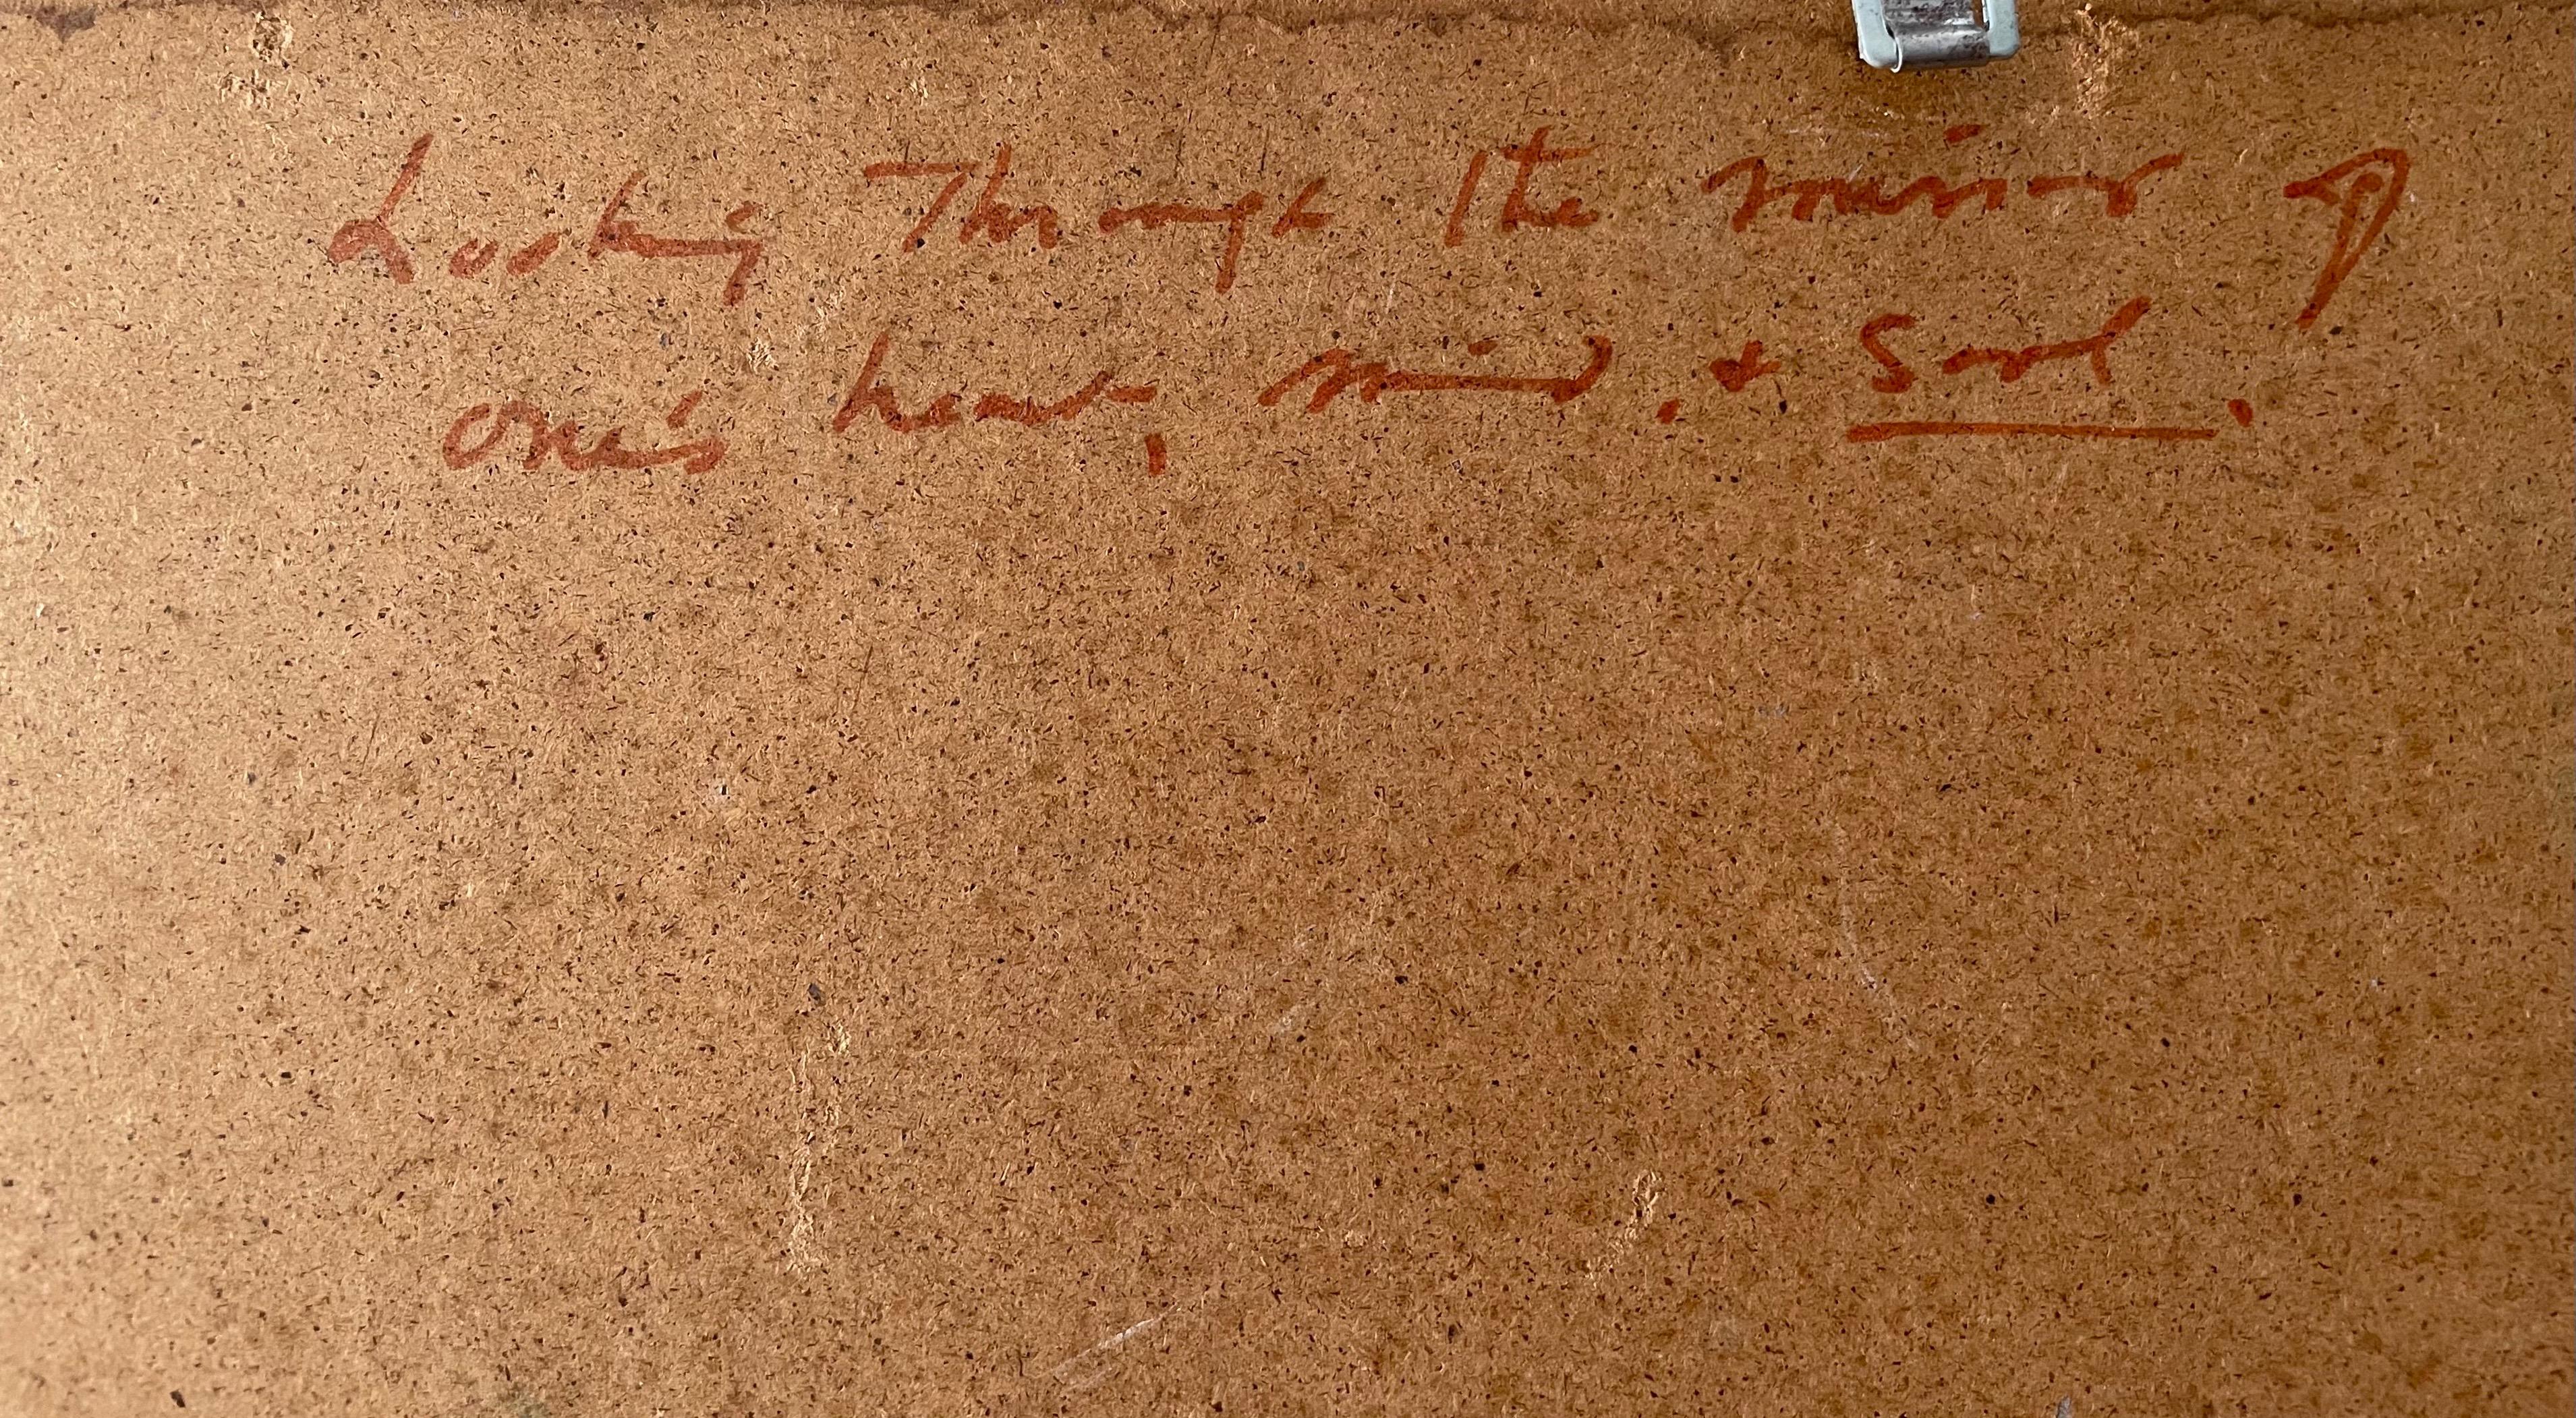 Looking Through The mirror of
one's heart, mind, & Soul.